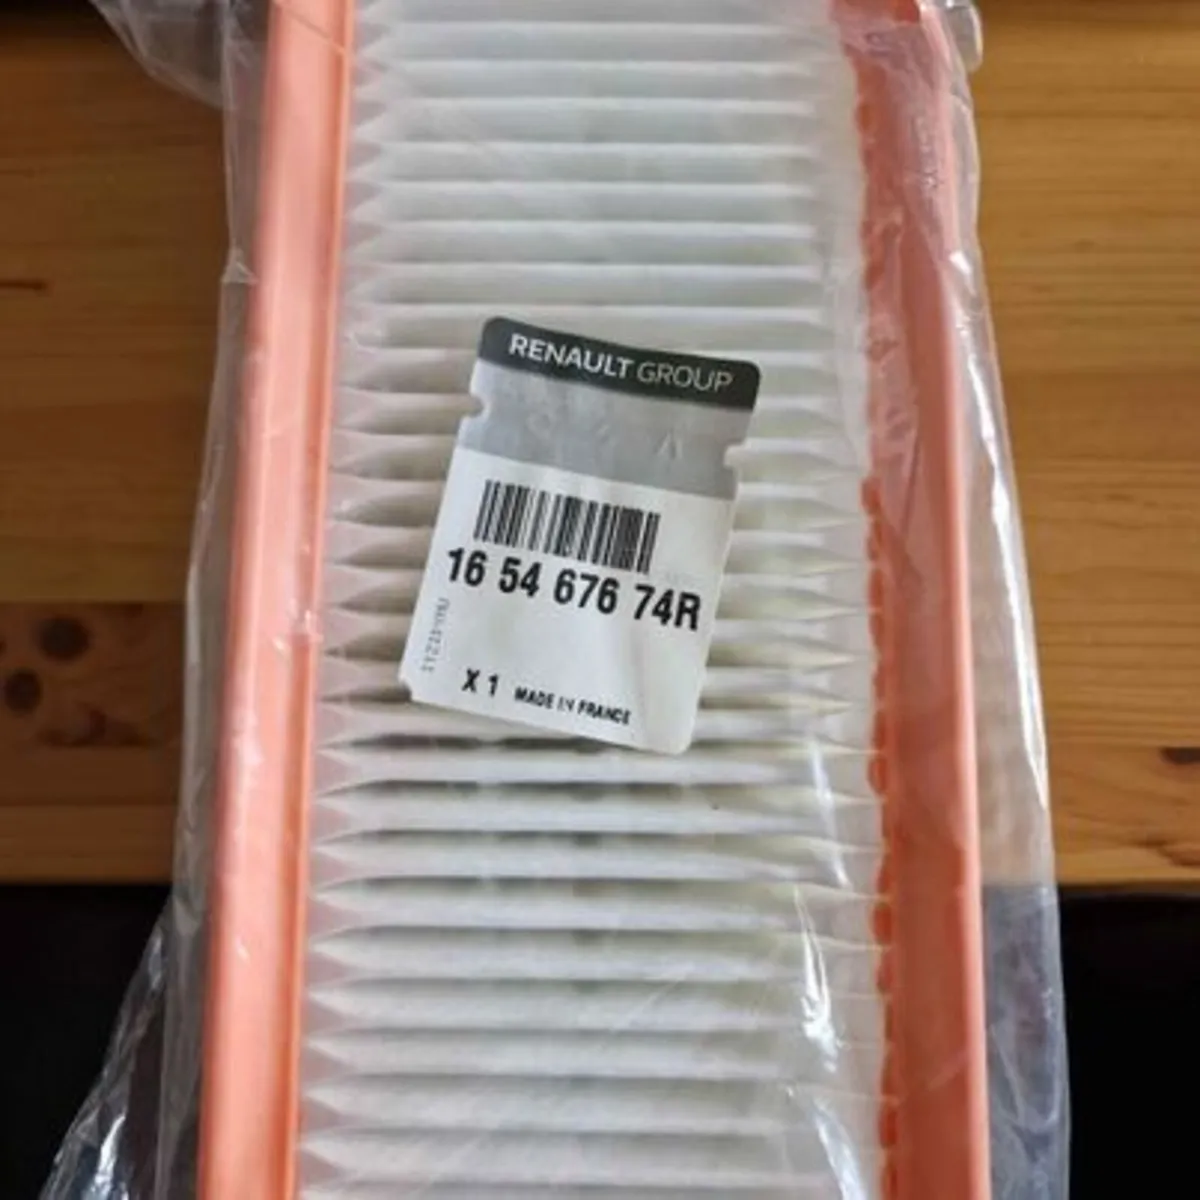 RENAULT GROUP
16 54 676 74R
X 1 MADE IN FRANCE